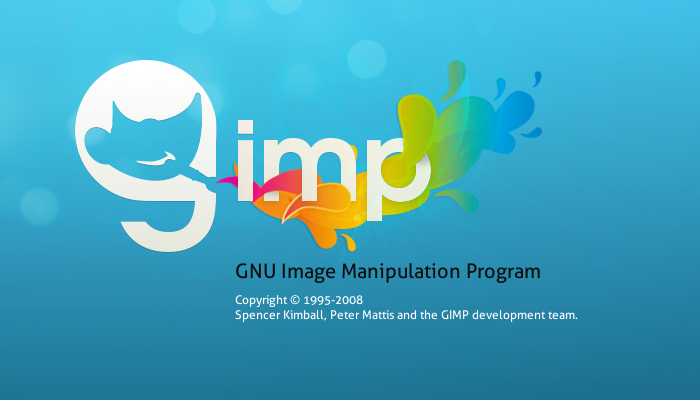 gimp
GNU Image Manipulation Program
Copyright © 1995-2008
Spencer Kimball, Peter Mattis and the GIMP development team.